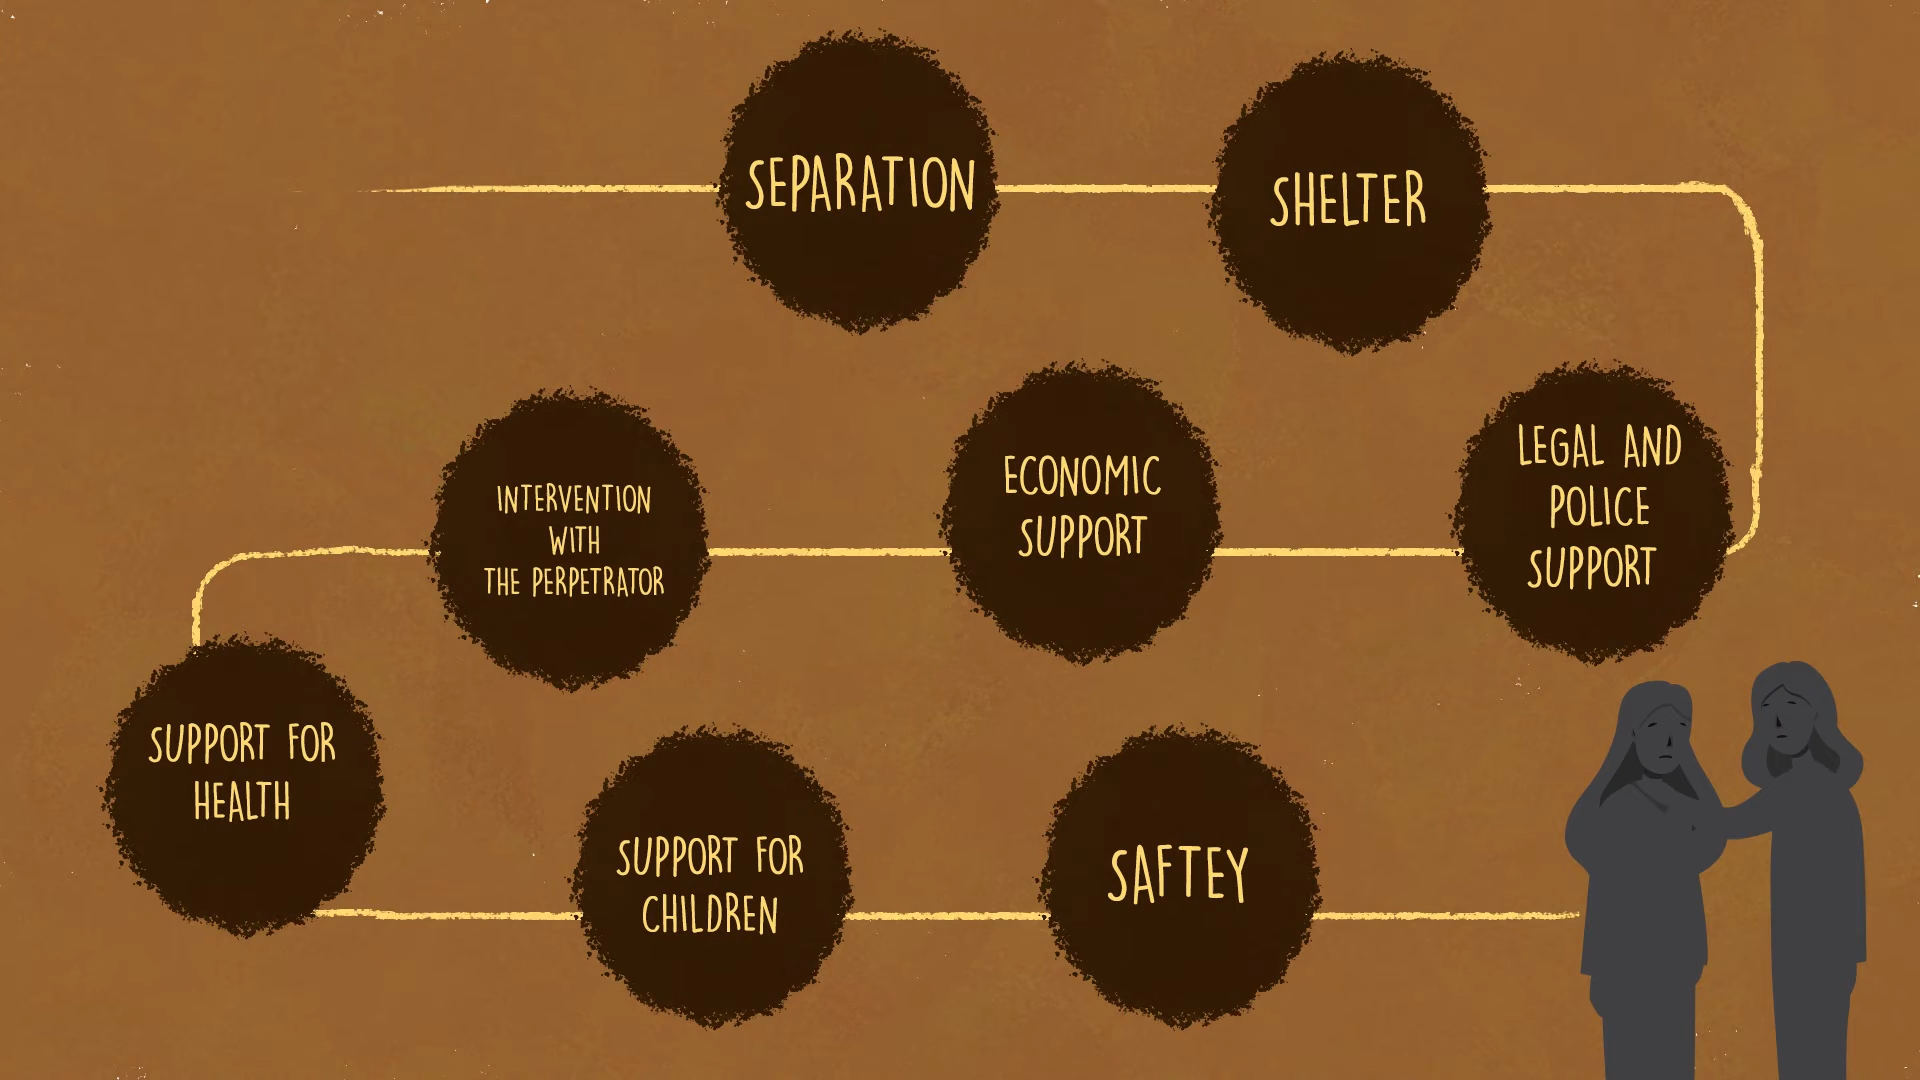 SEPARATION
SHELTER
LEGAL AND
POLICE
SUPPORT
ECONOMIC
SUPPORT
INTERVENTION
WITH
THE PERPETRATOR
SUPPORT FOR
HEALTH
SUPPORT FOR
CHILDREN
SAFTEY